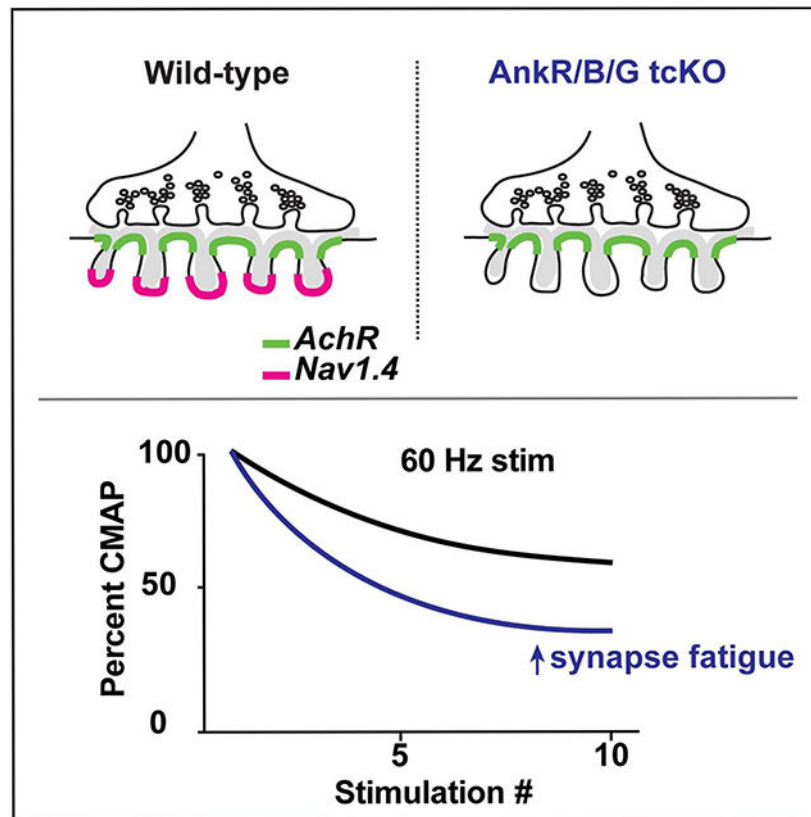 Wild-type
AnkR/B/G tcKO
AchR
Nav1.4
60 Hz stim
Percent CMAP
100
50
0
↑ synapse fatigue
5
10
Stimulation #